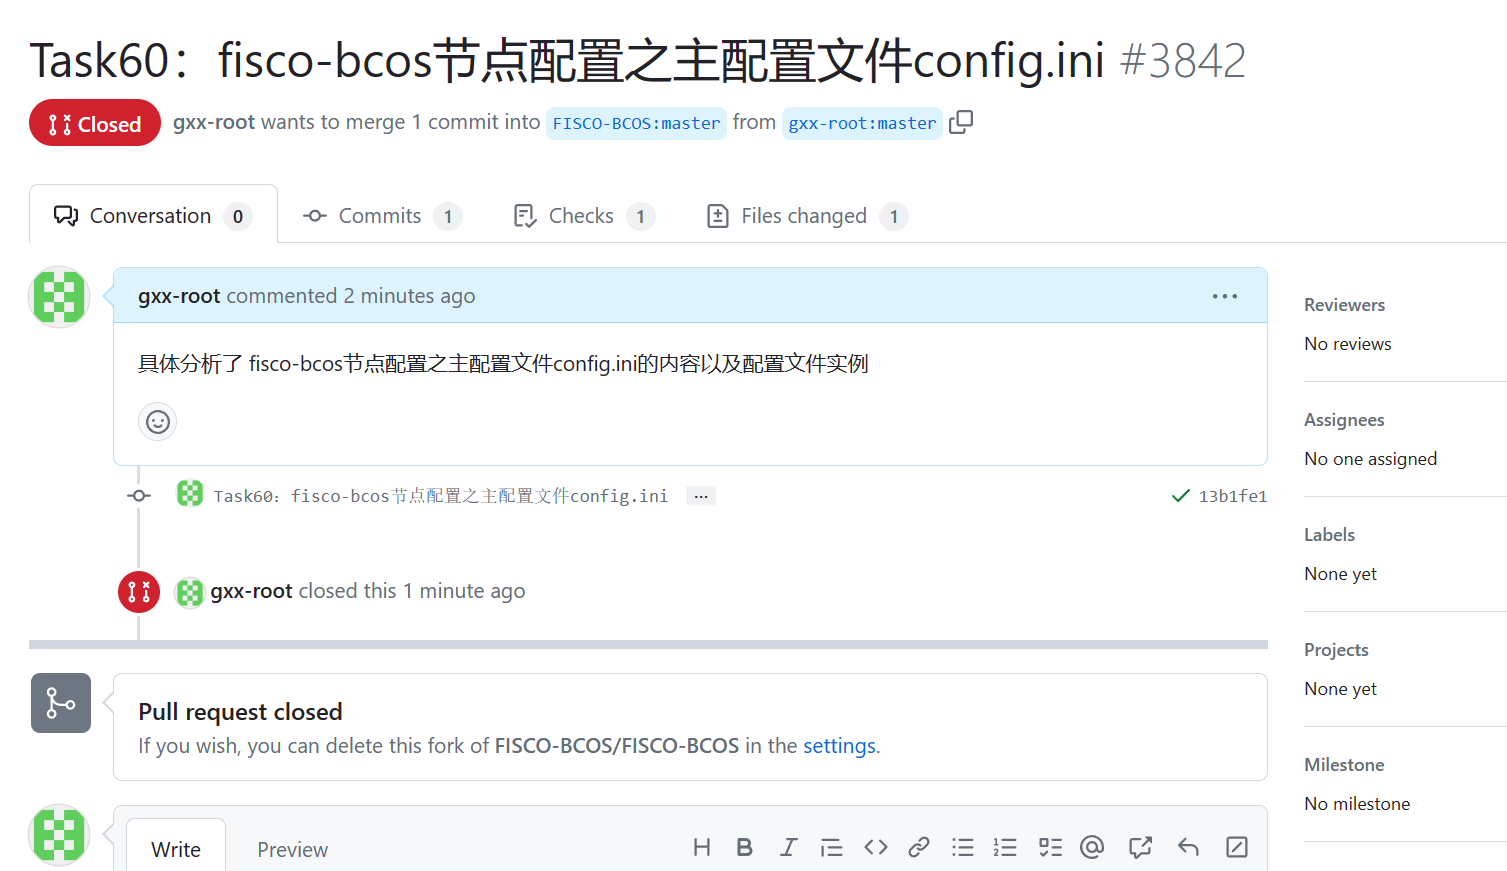 Task60：fisco-bcos节点配置之主配置文件config.ini #3842
Closed gxx-root wants to merge 1 commit into FISCO-BCOS:master from gxx-root:master
Conversation 0 Commits 1 Checks 1 Files changed 1
gxx-root commented 2 minutes ago
具体分析了 fisco-bcos节点配置之主配置文件config.ini的内容以及配置文件实例
Task60：fisco-bcos节点配置之主配置文件config.ini ... 13b1fe1
gxx-root closed this 1 minute ago
Pull request closed
If you wish, you can delete this fork of FISCO-BCOS/FISCO-BCOS in the settings.
Write Preview
Reviewers
No reviews
Assignees
No one assigned
Labels
None yet
Projects
None yet
Milestone
No milestone